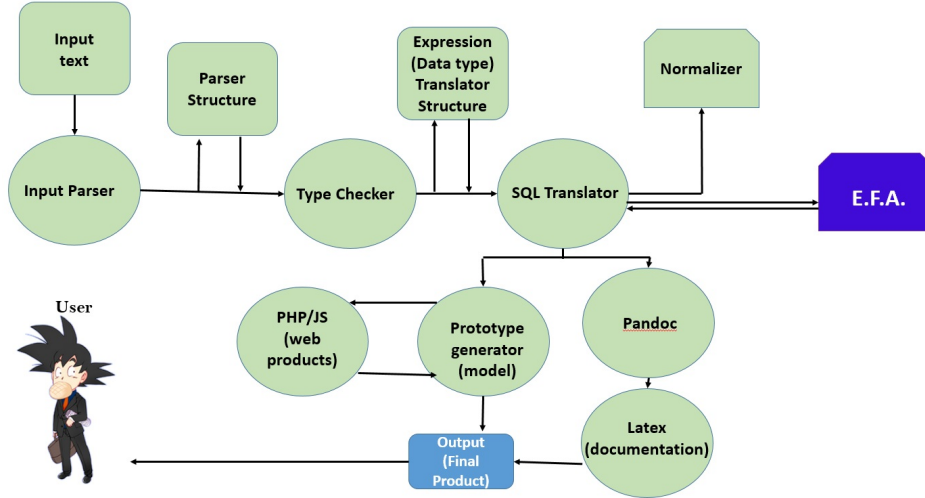 Input
text
Parser
Structure
Expression
(Data type)
Translator
Structure
Normalizer
Input Parser
Type Checker
SQL Translator
E.F.A.
User
PHP/JS
(web
products)
Prototype
generator
(model)
Pandoc
Latex
(documentation)
Output
(Final
Product)